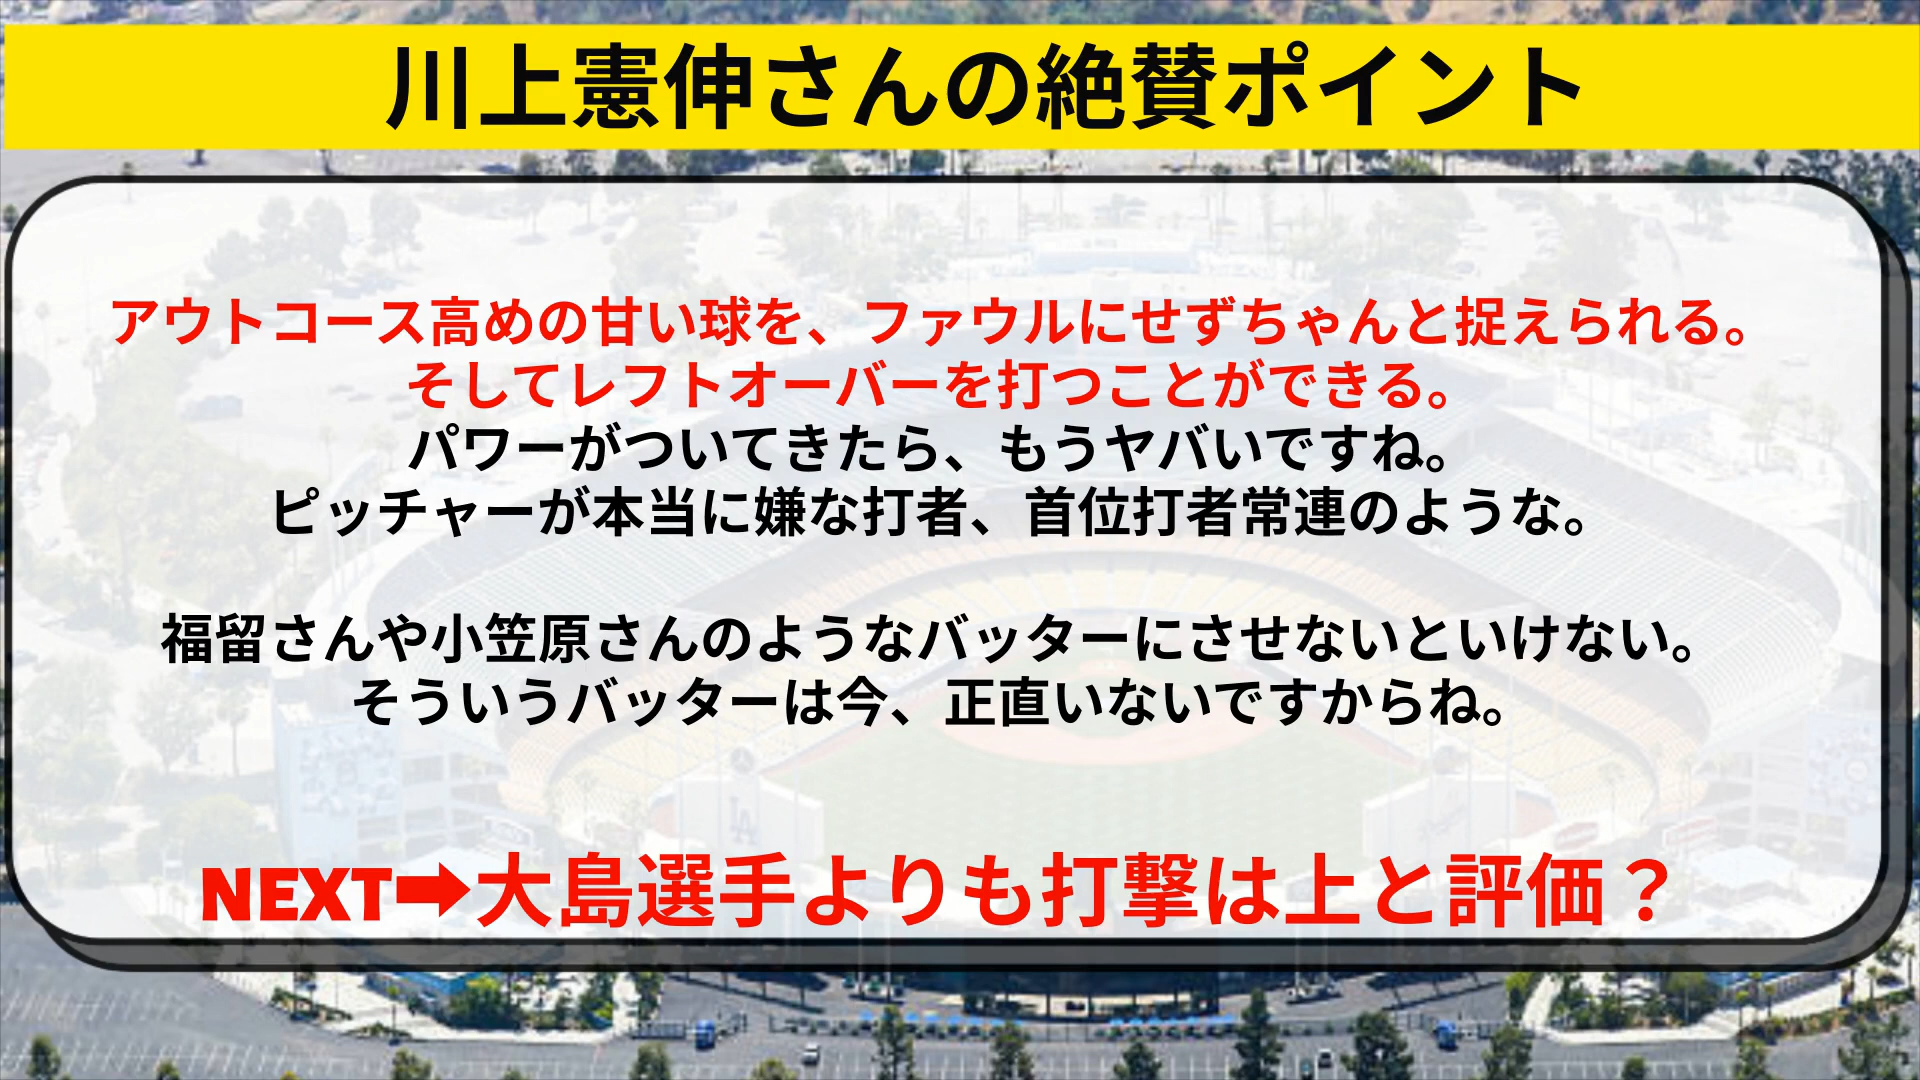 川上憲伸さんの絶賛ポイント
アウトコース高めの甘い球を、ファウルにせずちゃんと捉えられる。
そしてレフトオーバーを打つことができる。
パワーがついてきたら、もうヤバいですね。
ピッチャーが本当に嫌な打者、首位打者常連のような。
福留さんや小笠原さんのようなバッターにさせないといけない。
そういうバッターは今、正直いないですからね。
NEXT➡大島選手よりも打撃は上と評価？